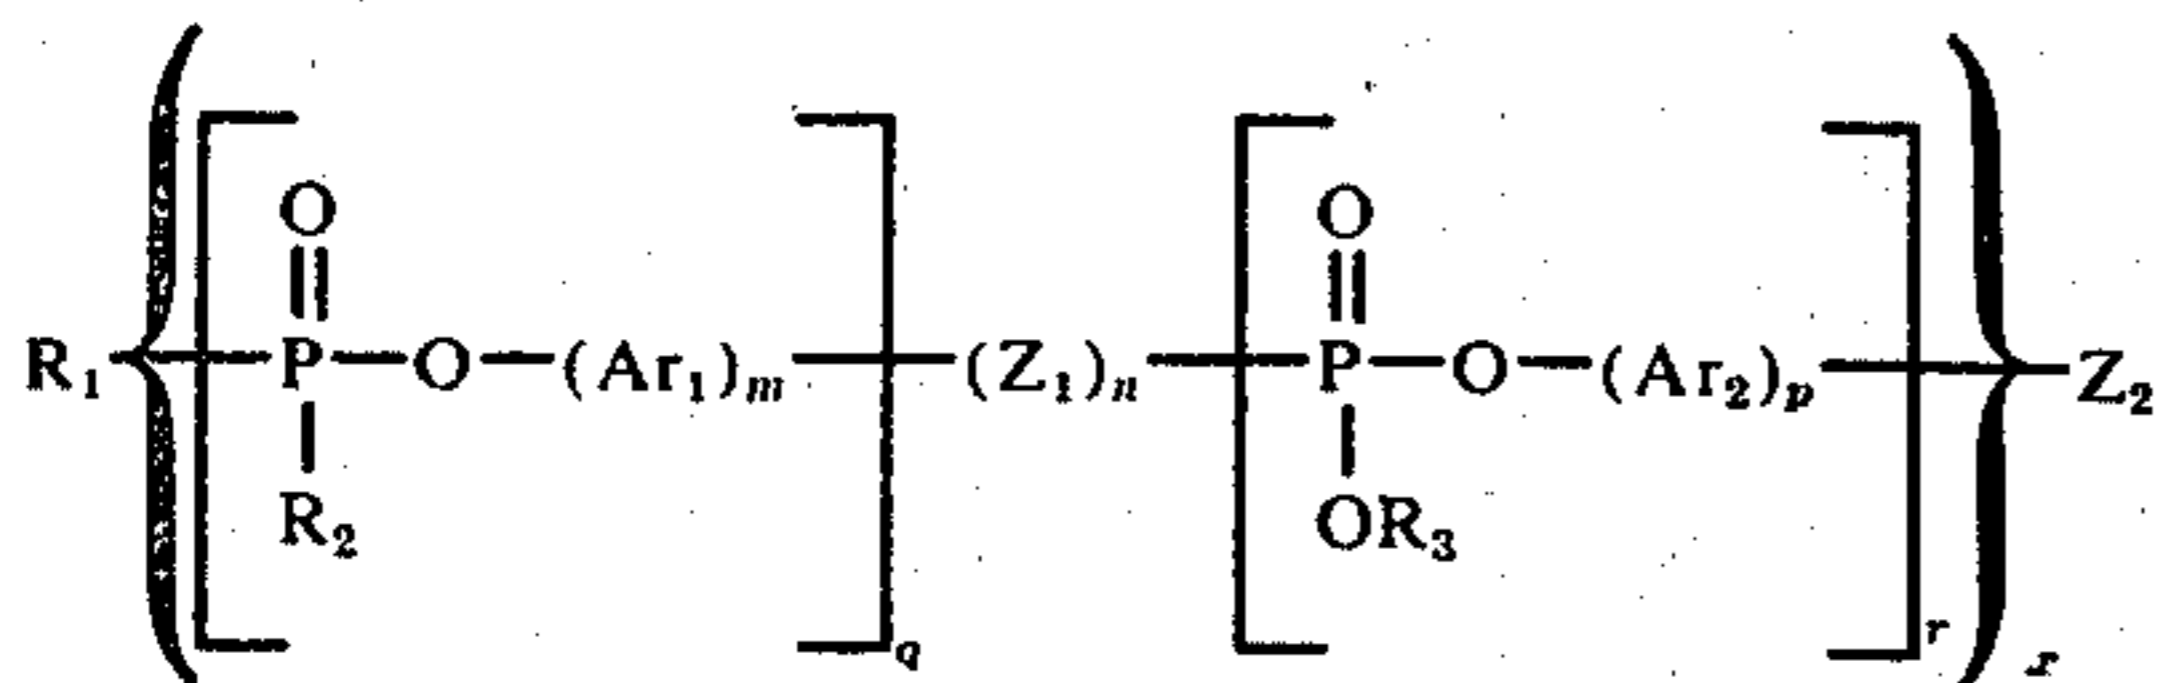 O O
R₁ P—O—(Ar₁)ₘ (Z₁)ₙ P—O—(Ar₂)ₚ Z₂
R₂ OR₃
q r x